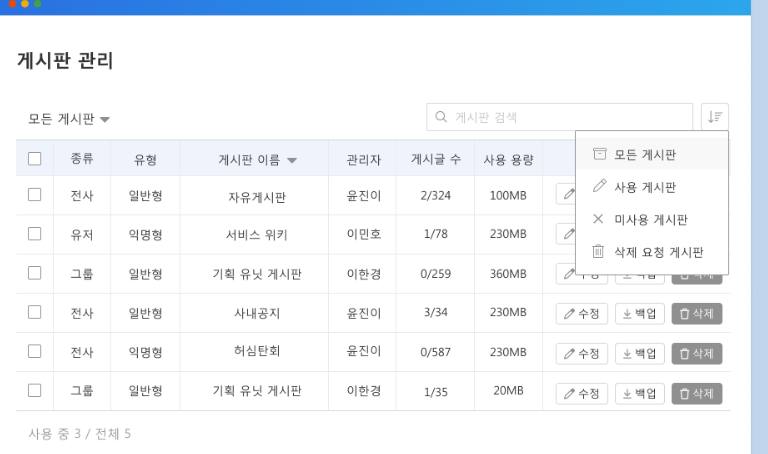 게시판 관리
모든 게시판
게시판 검색
종류 유형 게시판 이름 관리자 게시글 수 사용 용량
모든 게시판
사용 게시판
미사용 게시판
삭제 요청 게시판
전사 일반형 자유게시판 윤진이 2/324 100MB
유저 익명형 서비스 위키 이민호 1/78 230MB
그룹 일반형 기획 유닛 게시판 이한경 0/259 360MB 수정 백업 삭제
전사 일반형 사내공지 윤진이 3/34 230MB 수정 백업 삭제
전사 익명형 허심탄회 윤진이 0/587 230MB 수정 백업 삭제
그룹 일반형 기획 유닛 게시판 이한경 1/35 20MB 수정 백업 삭제
사용 중 3 / 전체 5